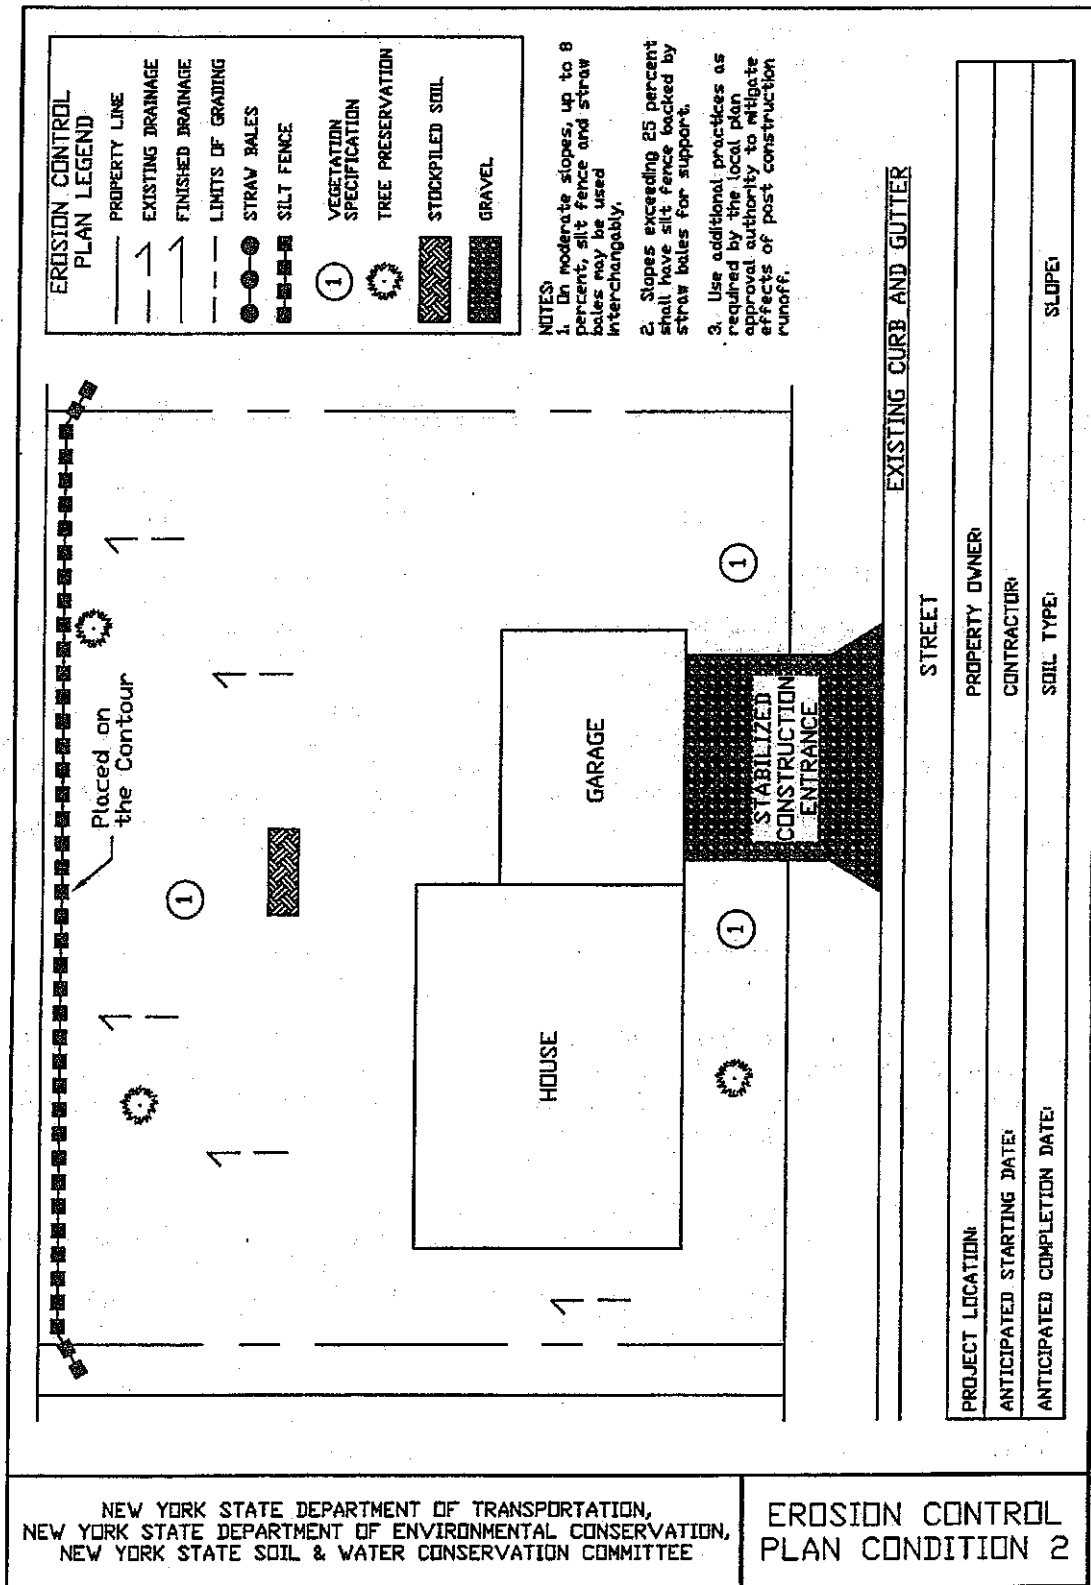 EROSION CONTROL
PLAN LEGEND
PROPERTY LINE
EXISTING DRAINAGE
FINISHED DRAINAGE
LIMITS OF GRADING
STRAW BALES
SILT FENCE
1
VEGETATION
SPECIFICATION
TREE PRESERVATION
STOCKPILED SOIL
GRAVEL
NOTES:
1. On moderate slopes, up to 8
percent, silt fence and straw
bales may be used
interchangably.
2. Slopes exceeding 25 percent
shall have silt fence backed by
straw bales for support.
3. Use additional practices as
required by the local plan
approval authority to mitigate
effects of post construction
runoff.
Placed on
the Contour
1
HOUSE
GARAGE
1
1
STABILIZED
CONSTRUCTION
ENTRANCE
EXISTING CURB AND GUTTER
STREET
PROJECT LOCATION: PROPERTY OWNER:
ANTICIPATED STARTING DATE: CONTRACTOR:
ANTICIPATED COMPLETION DATE: SOIL TYPE: SLOPE:
NEW YORK STATE DEPARTMENT OF TRANSPORTATION,
NEW YORK STATE DEPARTMENT OF ENVIRONMENTAL CONSERVATION,
NEW YORK STATE SOIL & WATER CONSERVATION COMMITTEE
EROSION CONTROL
PLAN CONDITION 2